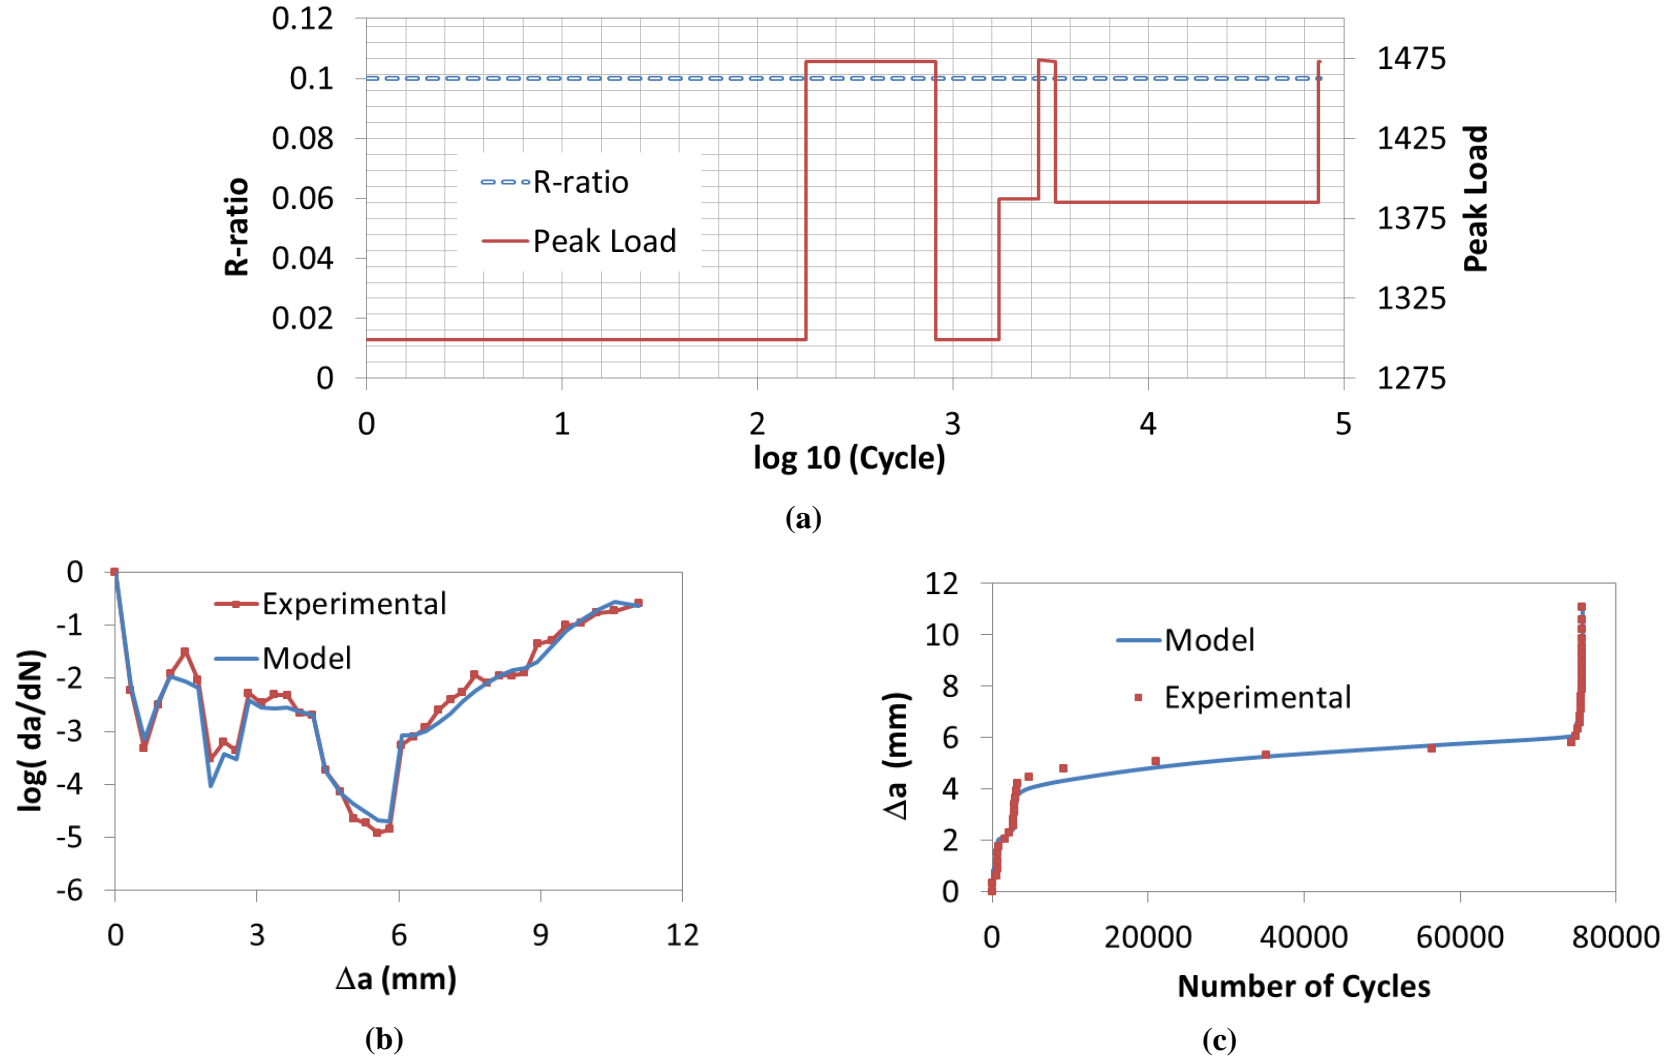 0.12
0.1
0.08
0.06
0.04
0.02
0
R-ratio
R-ratio
Peak Load
1475
1425
1375
1325
1275
Peak Load
0 1 2 3 4 5
log 10 (Cycle)
(a)
0
-1
-2
-3
-4
-5
-6
log( da/dN)
Experimental
Model
0 3 6 9 12
Δa (mm)
(b)
12
10
8
6
4
2
0
Δa (mm)
Model
Experimental
0 20000 40000 60000 80000
Number of Cycles
(c)